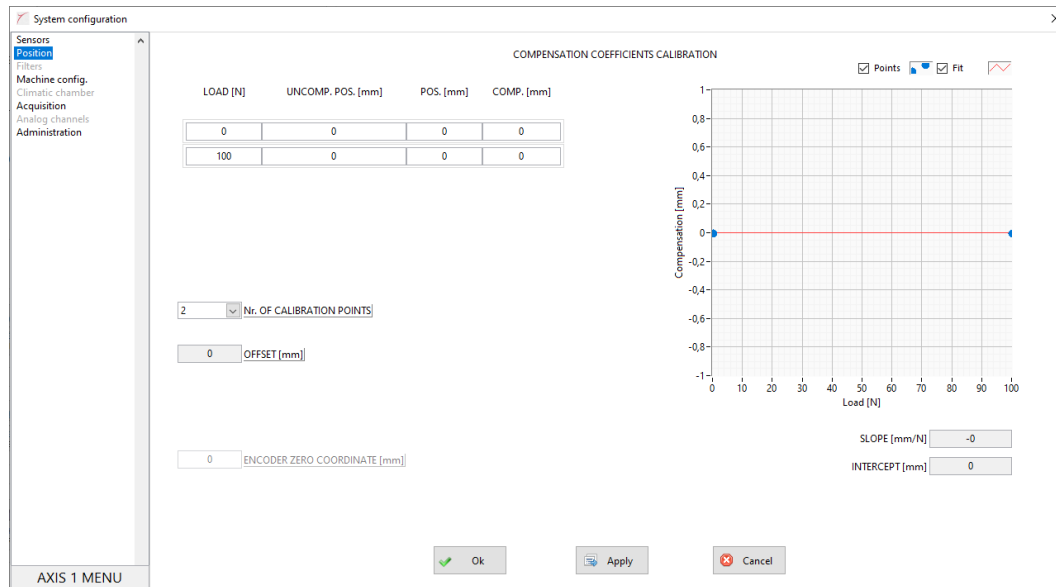 System configuration
Sensors
Position
Filters
Machine config.
Climatic chamber
Acquisition
Analog channels
Administration
AXIS 1 MENU
COMPENSATION COEFFICIENTS CALIBRATION
LOAD [N] UNCOMP. POS. [mm] POS. [mm] COMP. [mm]
0 0 0 0
100 0 0 0
2 Nr. OF CALIBRATION POINTS
0 OFFSET [mm]
0 ENCODER ZERO COORDINATE [mm]
Points Fit
Compensation [mm]
1
0,8
0,6
0,4
0,2
0
-0,2
-0,4
-0,6
-0,8
-1
0 10 20 30 40 50 60 70 80 90 100
Load [N]
SLOPE [mm/N] -0
INTERCEPT [mm] 0
Ok Apply Cancel